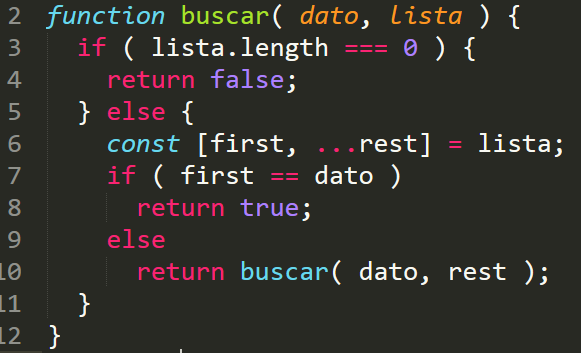 2 function buscar( dato, lista ) {
3   if ( lista.length === 0 ) {
4     return false;
5   } else {
6     const [first, ...rest] = lista;
7     if ( first == dato )
8       return true;
9     else
10       return buscar( dato, rest );
11   }
12 }